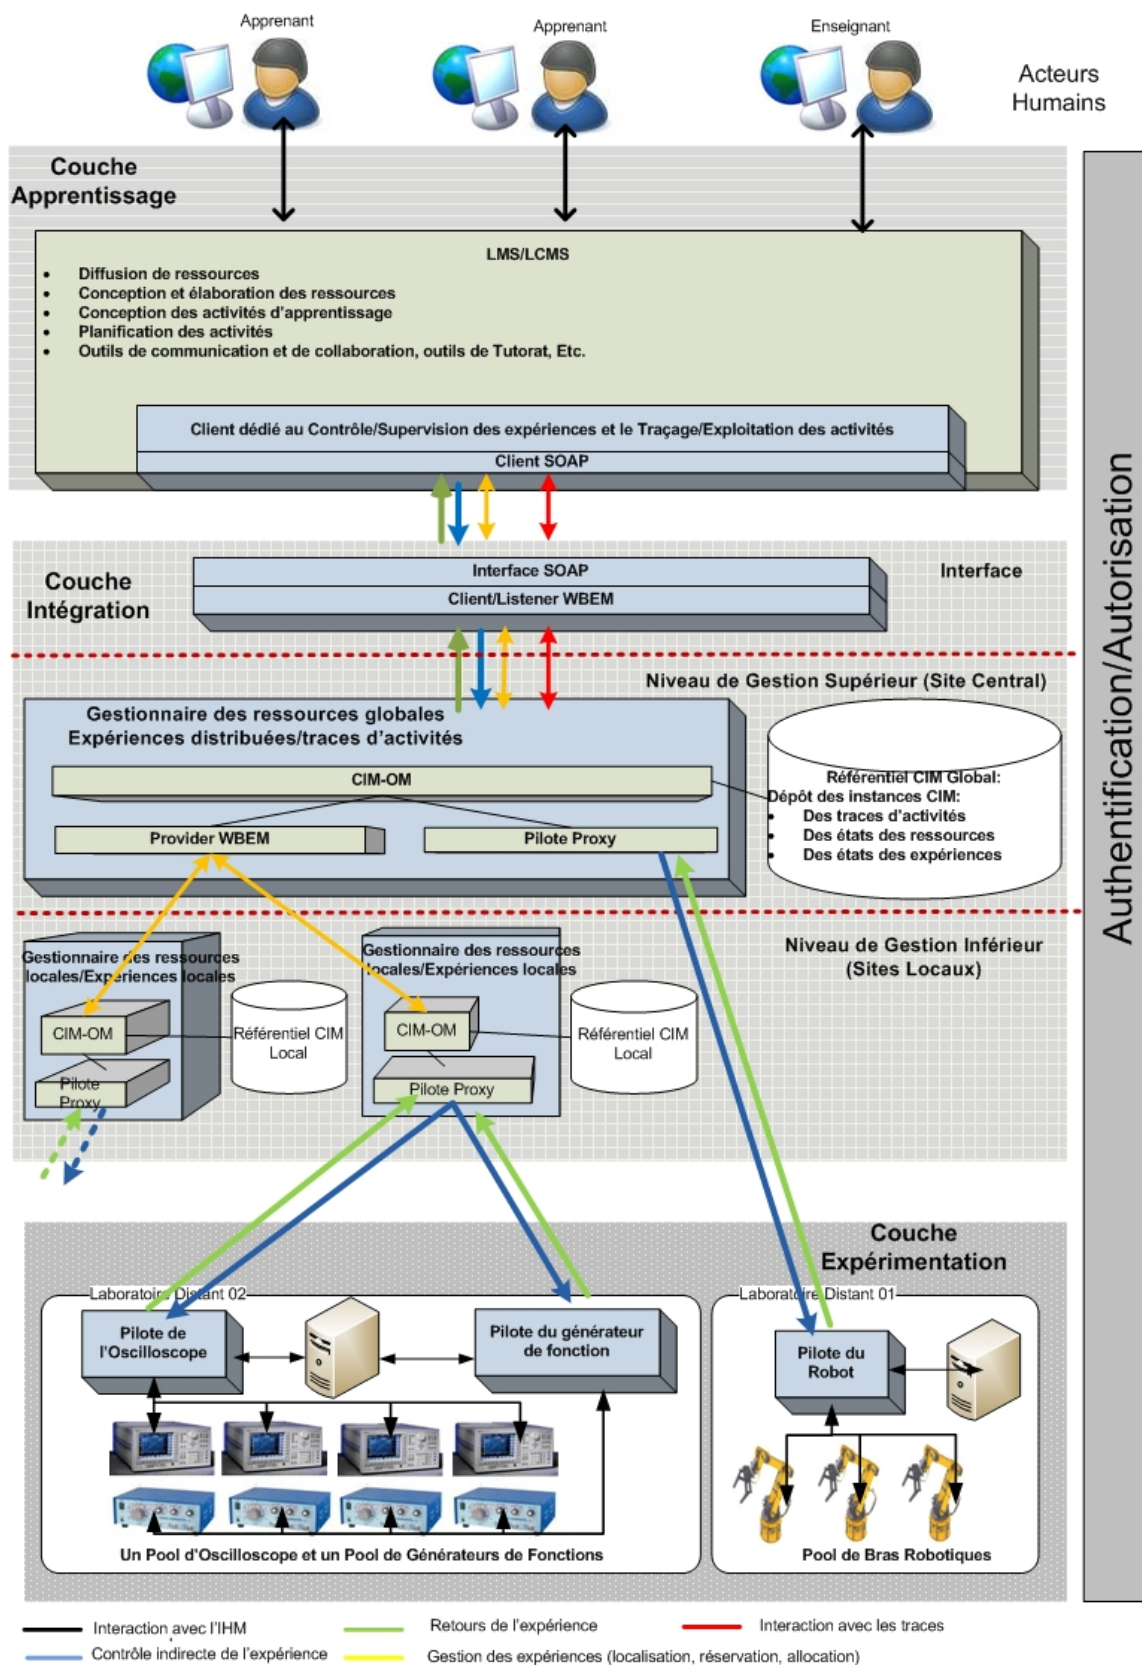 Apprenant
Apprenant
Enseignant
Acteurs
Humains
Couche
Apprentissage
LMS/LCMS
• Diffusion de ressources
• Conception et élaboration des ressources
• Conception des activités d'apprentissage
• Planification des activités
• Outils de communication et de collaboration, outils de Tutorat, Etc.
Client dédié au Contrôle/Supervision des expériences et le Traçage/Exploitation des activités
Client SOAP
Authentification/Autorisation
Couche
Intégration
Interface SOAP
Client/Listener WBEM
Interface
Niveau de Gestion Supérieur (Site Central)
Gestionnaire des ressources globales
Expériences distribuées/traces d'activités
CIM-OM
Provider WBEM
Pilote Proxy
Référentiel CIM Global:
Dépôt des instances CIM:
• Des traces d'activités
• Des états des ressources
• Des états des expériences
Niveau de Gestion Inférieur
(Sites Locaux)
Gestionnaire des ressources
locales/Expériences locales
CIM-OM
Pilote
Proxy
Référentiel CIM
Local
Gestionnaire des ressources
locales/Expériences locales
CIM-OM
Pilote Proxy
Référentiel CIM
Local
Couche
Expérimentation
Laboratoire Distant 02
Pilote de
l'Oscilloscope
Pilote du générateur
de fonction
Un Pool d'Oscilloscope et un Pool de Générateurs de Fonctions
Laboratoire Distant 01
Pilote du
Robot
Pool de Bras Robotiques
Interaction avec l'IHM
Retours de l'expérience
Interaction avec les traces
Contrôle indirecte de l'expérience
Gestion des expériences (localisation, réservation, allocation)